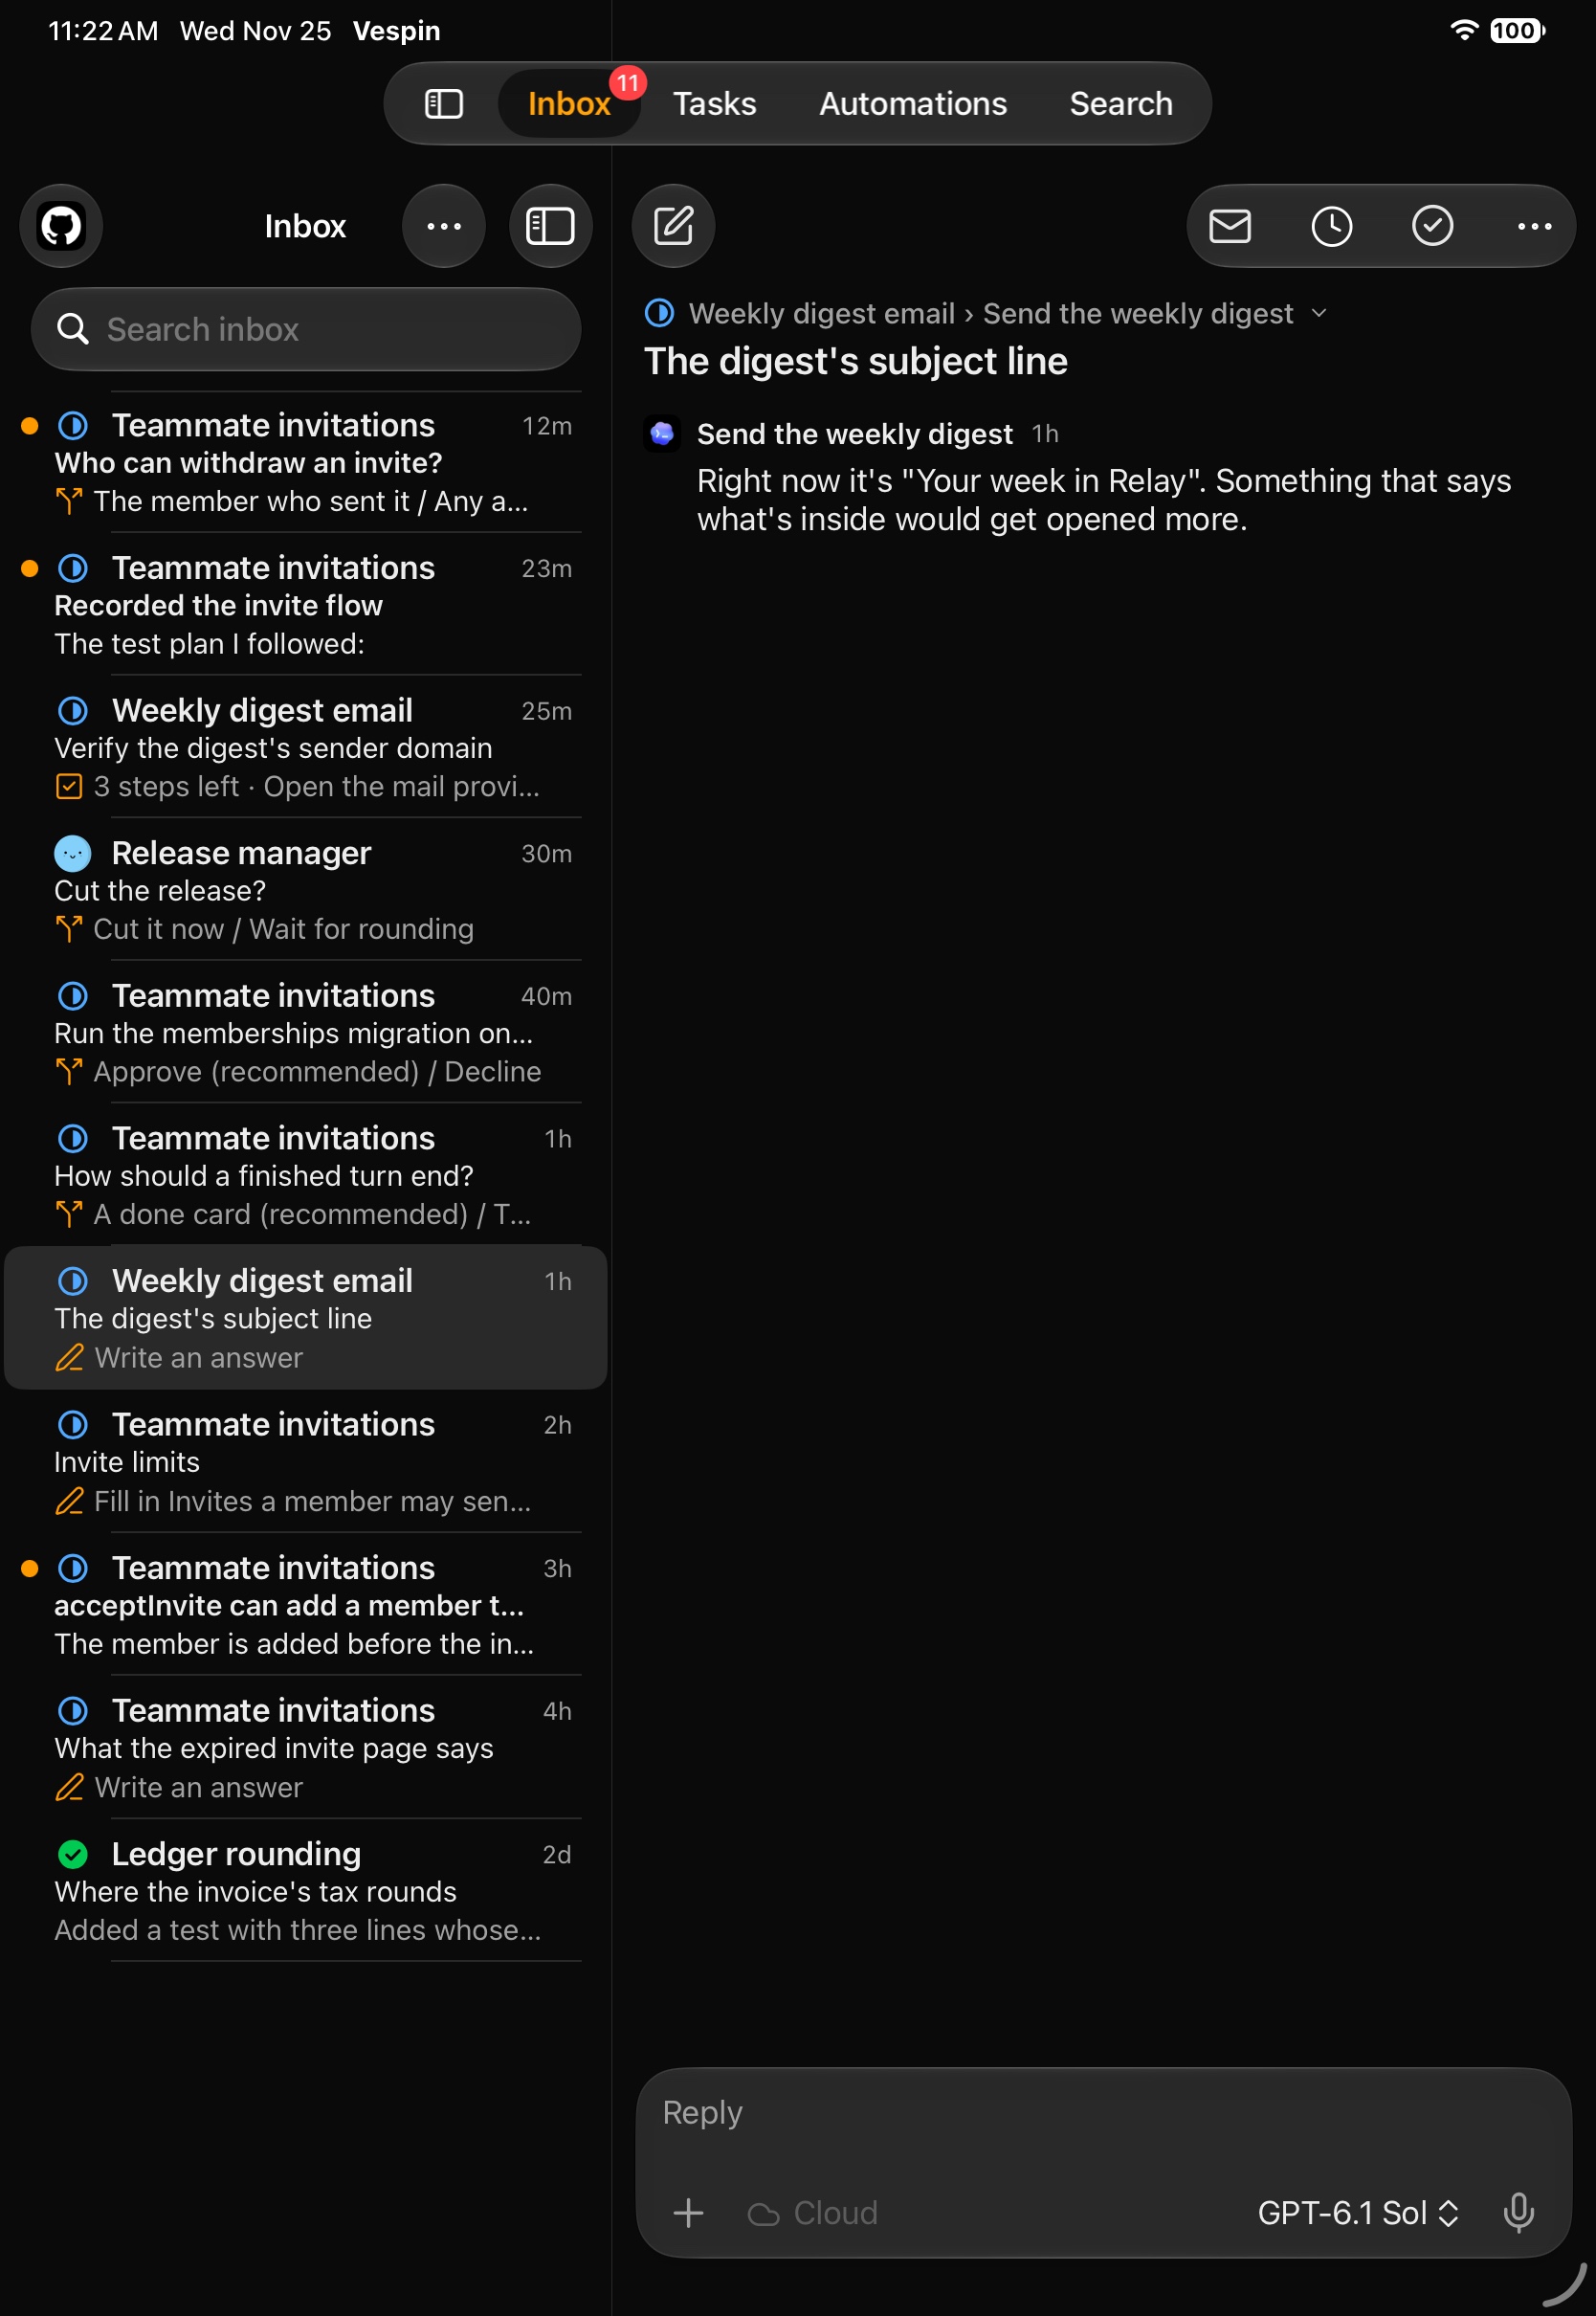 11:22 AM Wed Nov 25 Vespin
100
Inbox 11 Tasks Automations Search
Inbox
Search inbox
Teammate invitations 12m
Who can withdraw an invite?
The member who sent it / Any a...
Teammate invitations 23m
Recorded the invite flow
The test plan I followed:
Weekly digest email 25m
Verify the digest's sender domain
3 steps left · Open the mail provi...
Release manager 30m
Cut the release?
Cut it now / Wait for rounding
Teammate invitations 40m
Run the memberships migration on...
Approve (recommended) / Decline
Teammate invitations 1h
How should a finished turn end?
A done card (recommended) / T...
Weekly digest email 1h
The digest's subject line
Write an answer
Teammate invitations 2h
Invite limits
Fill in Invites a member may sen...
Teammate invitations 3h
acceptInvite can add a member t...
The member is added before the in...
Teammate invitations 4h
What the expired invite page says
Write an answer
Ledger rounding 2d
Where the invoice's tax rounds
Added a test with three lines whose...
Weekly digest email › Send the weekly digest
The digest's subject line
Send the weekly digest 1h
Right now it's "Your week in Relay". Something that says
what's inside would get opened more.
Reply
Cloud
GPT-6.1 Sol